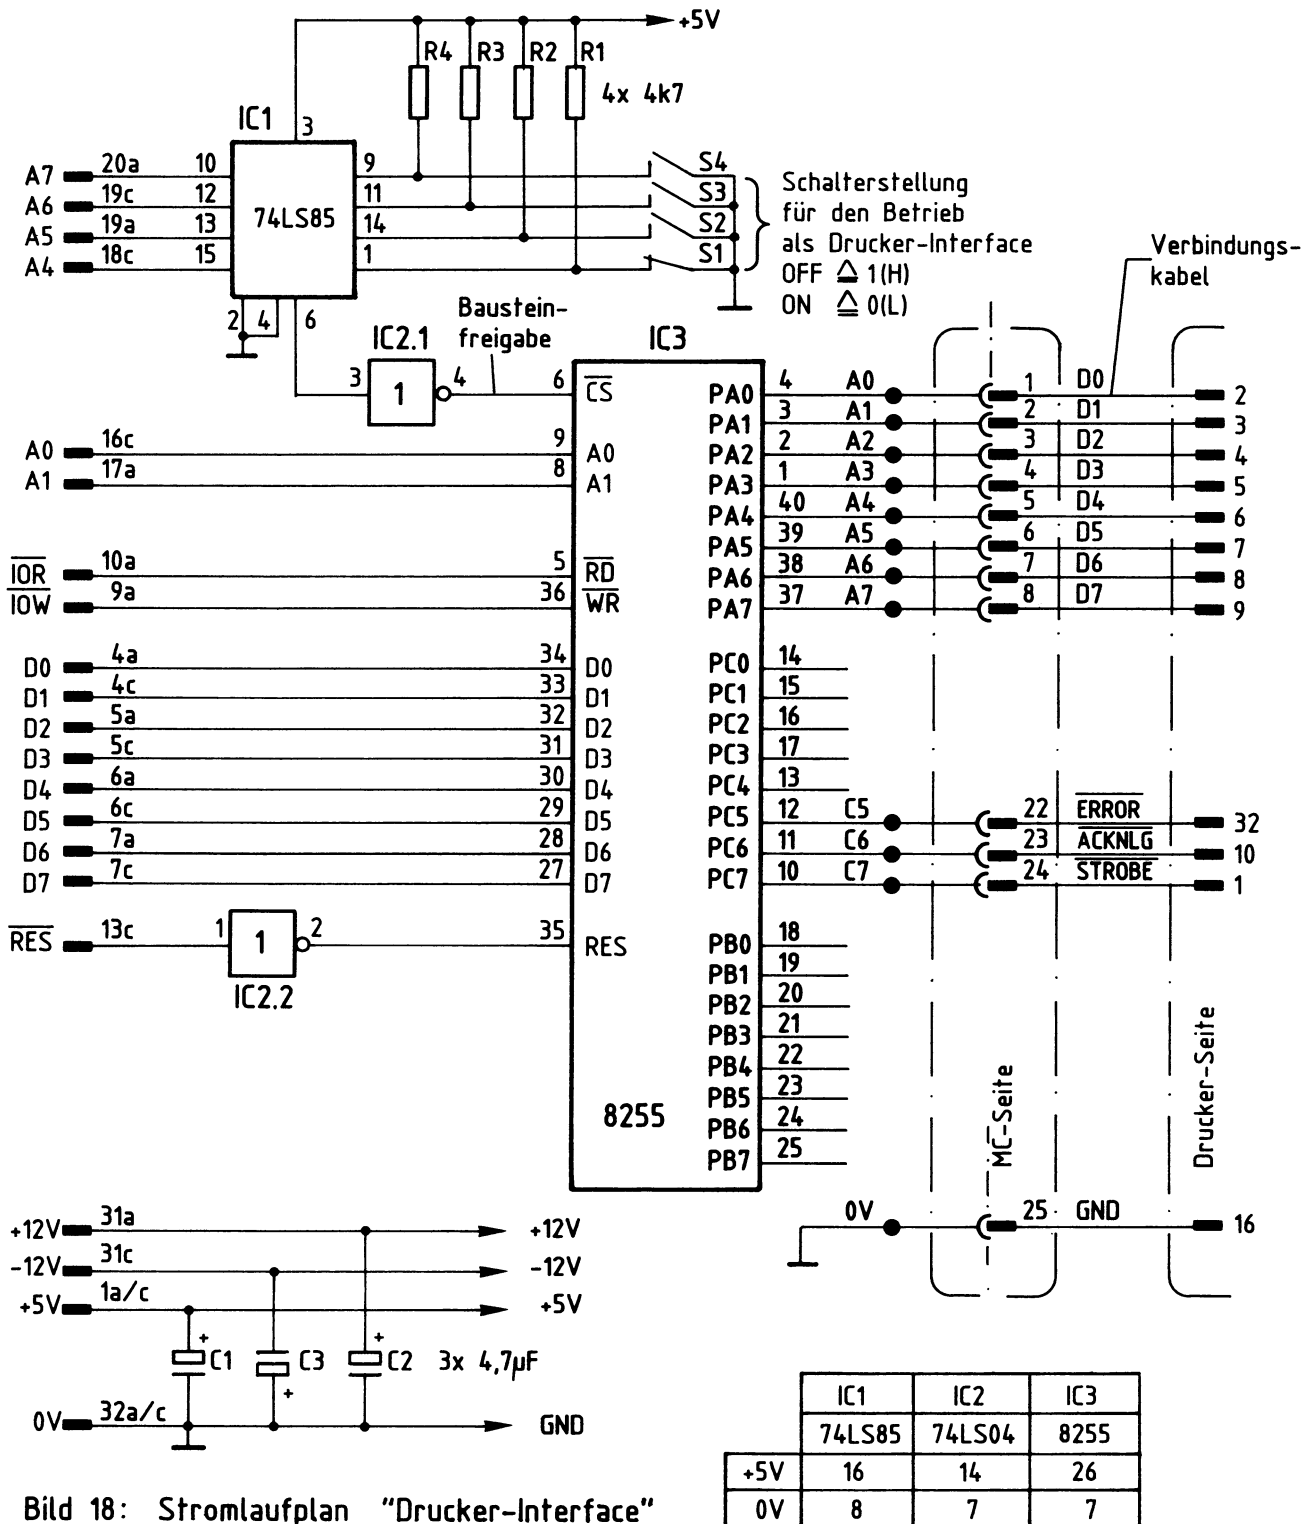 +5V
R4 R3 R2 R1
4x 4k7
IC1
3
A7 20a 10 9 S4
A6 19c 12 11 S3
A5 19a 13 14 S2
A4 18c 15 1 S1
74LS85
2 4 6
Schalterstellung
für den Betrieb
als Drucker-Interface
OFF ≙ 1(H)
ON ≙ 0(L)
Verbindungs-
kabel
Baustein-
freigabe
IC2.1
3 1 4
IC3
6 C̅S̅
A0 16c 9 A0
A1 17a 8 A1
I̅O̅R̅ 10a 5 R̅D̅
I̅O̅W̅ 9a 36 W̅R̅
D0 4a 34 D0
D1 4c 33 D1
D2 5a 32 D2
D3 5c 31 D3
D4 6a 30 D4
D5 6c 29 D5
D6 7a 28 D6
D7 7c 27 D7
R̅E̅S̅ 13c 1 1 2 35 RES
IC2.2
8255
PA0 4 A0 1 D0 2
PA1 3 A1 2 D1 3
PA2 2 A2 3 D2 4
PA3 1 A3 4 D3 5
PA4 40 A4 5 D4 6
PA5 39 A5 6 D5 7
PA6 38 A6 7 D6 8
PA7 37 A7 8 D7 9
PC0 14
PC1 15
PC2 16
PC3 17
PC4 13
PC5 12 C5 22 E̅R̅R̅O̅R̅ 32
PC6 11 C6 23 A̅C̅K̅N̅L̅G̅ 10
PC7 10 C7 24 S̅T̅R̅O̅B̅E̅ 1
PB0 18
PB1 19
PB2 20
PB3 21
PB4 22
PB5 23
PB6 24
PB7 25
MC-Seite
Drucker-Seite
0V 25 GND 16
+12V 31a +12V
-12V 31c -12V
+5V 1a/c +5V
+ C1 C3 + + C2 3x 4,7µF
0V 32a/c GND
IC1 IC2 IC3
74LS85 74LS04 8255
+5V 16 14 26
0V 8 7 7
Bild 18: Stromlaufplan "Drucker-Interface"